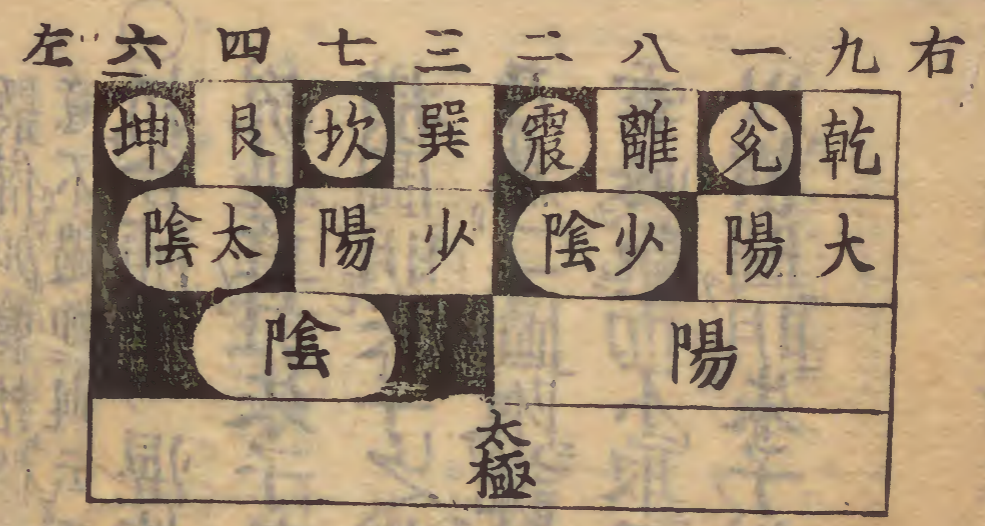 右九一八二三七四六左
乾兌離震巽坎艮坤
大陽少陰少陽太陰
陽陰
太極